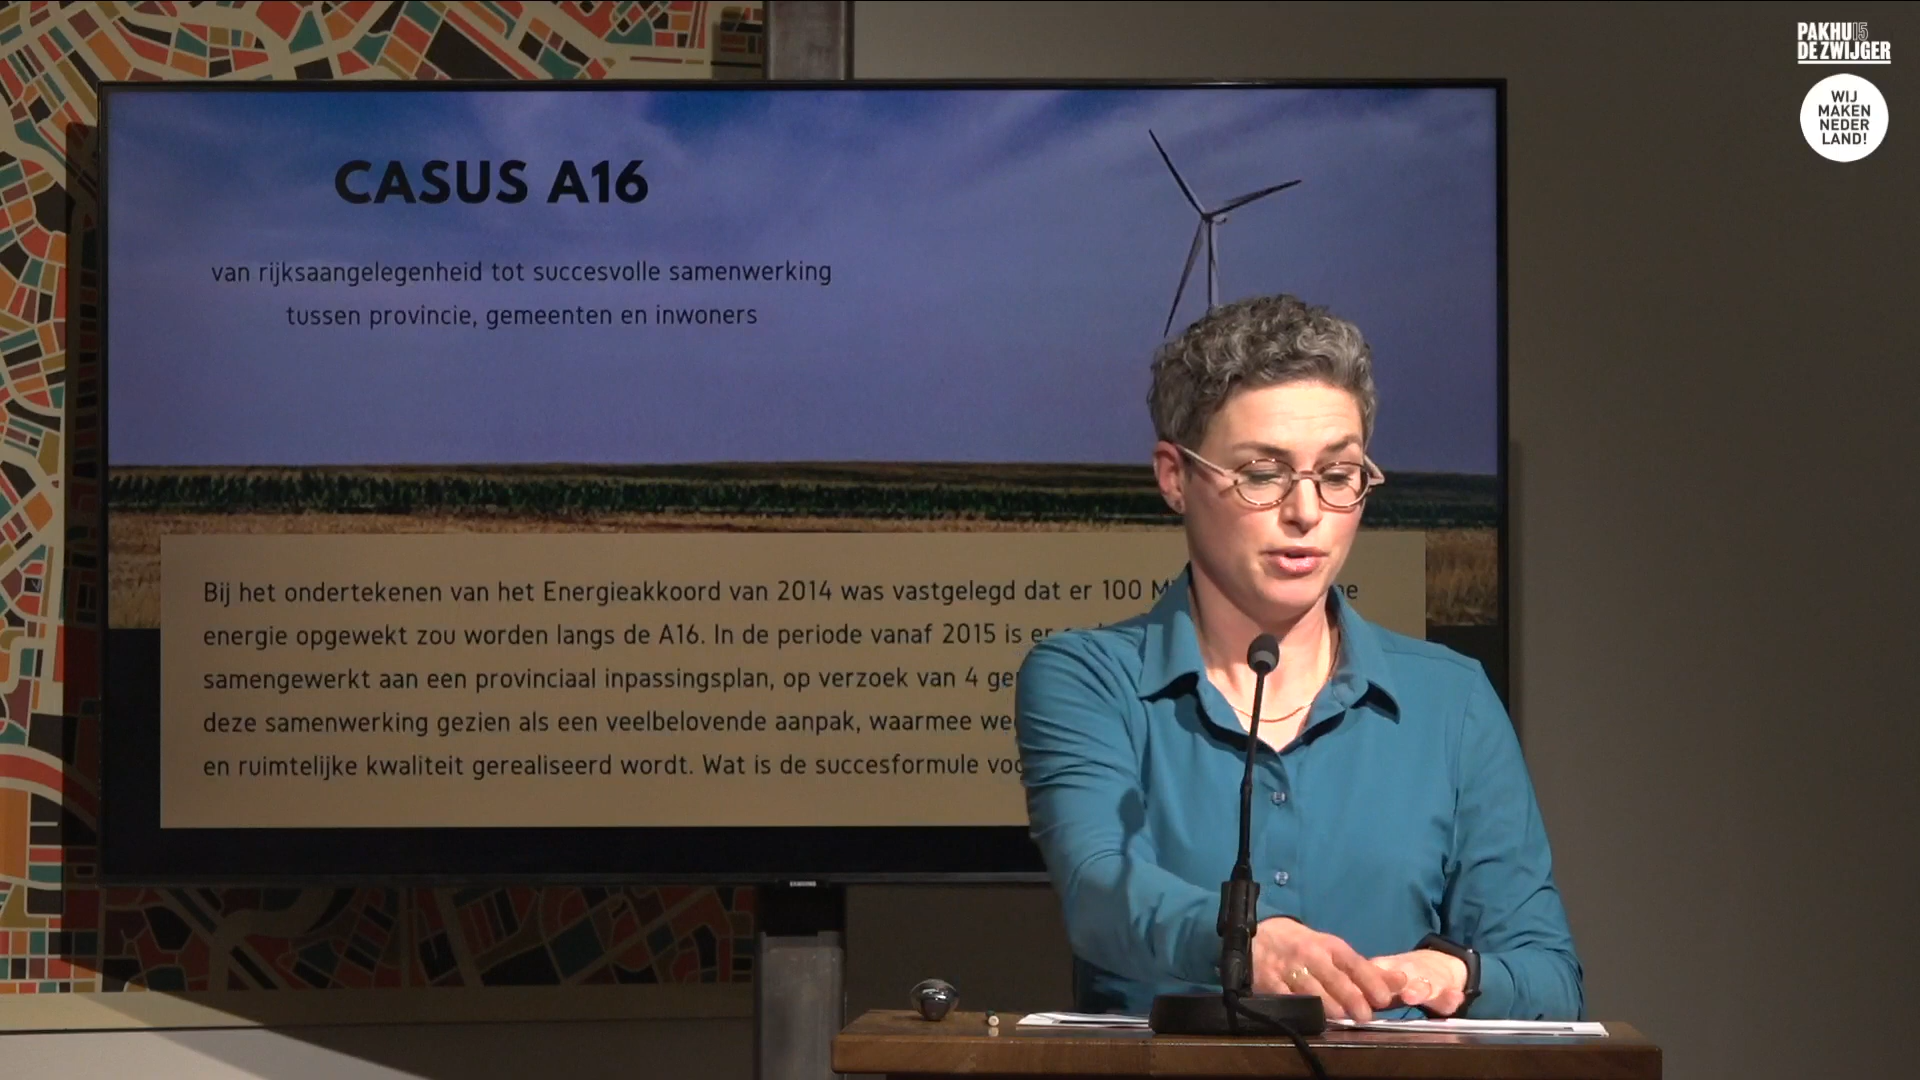 PAKHU15
DE ZWIJGER
WIJ
MAKEN
NEDER
LAND!
CASUS A16
van rijksaangelegenheid tot succesvolle samenwerking
tussen provincie, gemeenten en inwoners
Bij het ondertekenen van het Energieakkoord van 2014 was vastgelegd dat er 100
energie opgewekt zou worden langs de A16. In de periode vanaf 2015 is er
samengewerkt aan een provinciaal inpassingsplan, op verzoek van 4
deze samenwerking gezien als een veelbelovende aanpak, waarmee
en ruimtelijke kwaliteit gerealiseerd wordt. Wat is de succesformule
SAMSUNG